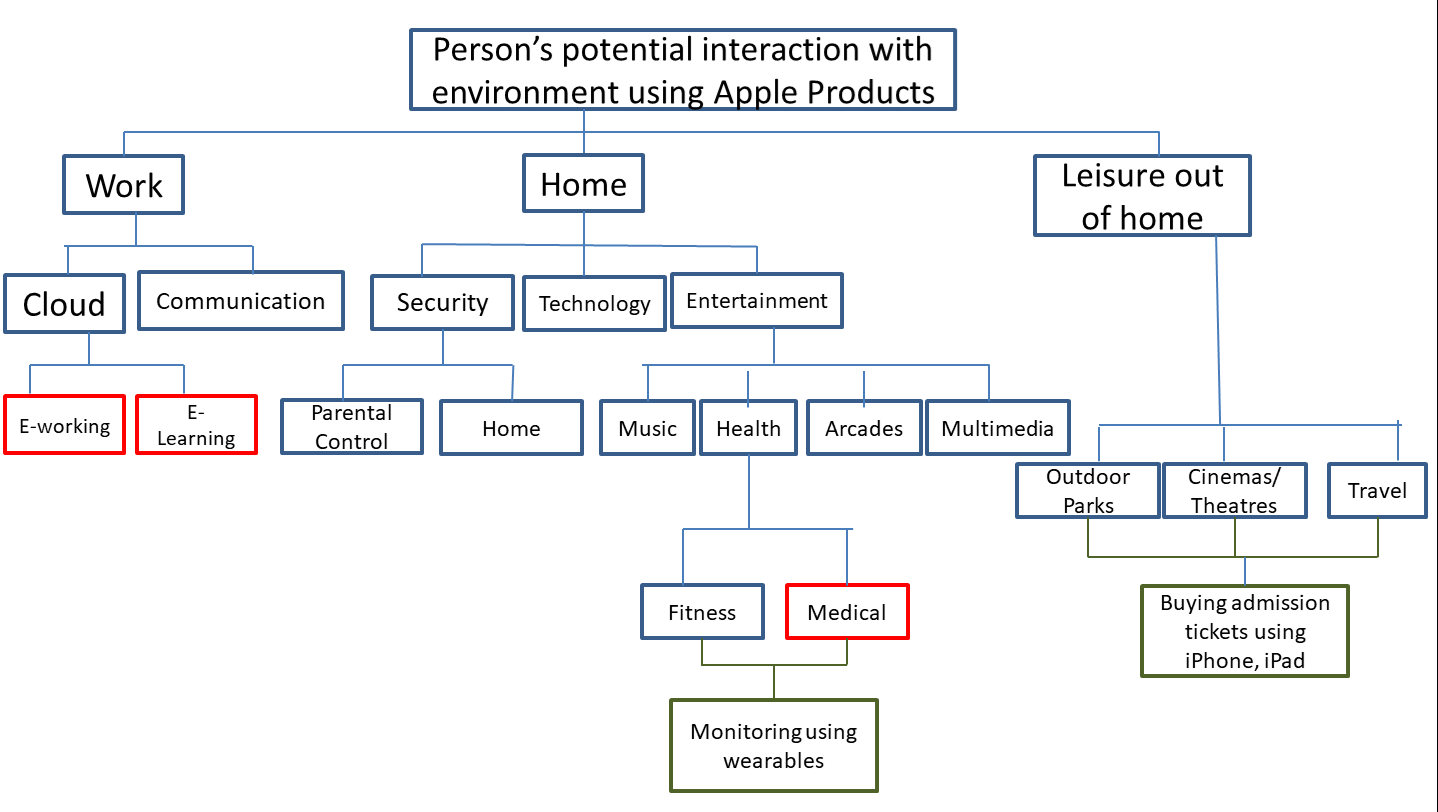 Person’s potential interaction with
environment using Apple Products
Work
Home
Leisure out
of home
Cloud
Communication
Security
Technology
Entertainment
E-working
E-
Learning
Parental
Control
Home
Music
Health
Arcades
Multimedia
Outdoor
Parks
Cinemas/
Theatres
Travel
Fitness
Medical
Buying admission
tickets using
iPhone, iPad
Monitoring using
wearables